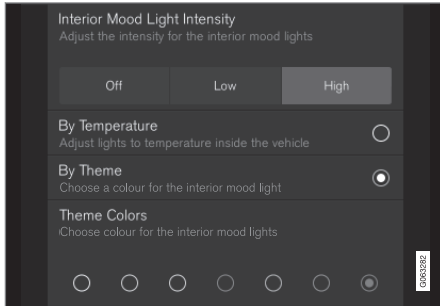 Interior Mood Light Intensity
Adjust the intensity for the interior mood lights
Off Low High
By Temperature
Adjust lights to temperature inside the vehicle
By Theme
Choose a colour for the interior mood light
Theme Colors
Choose colour for the interior mood lights
G063282